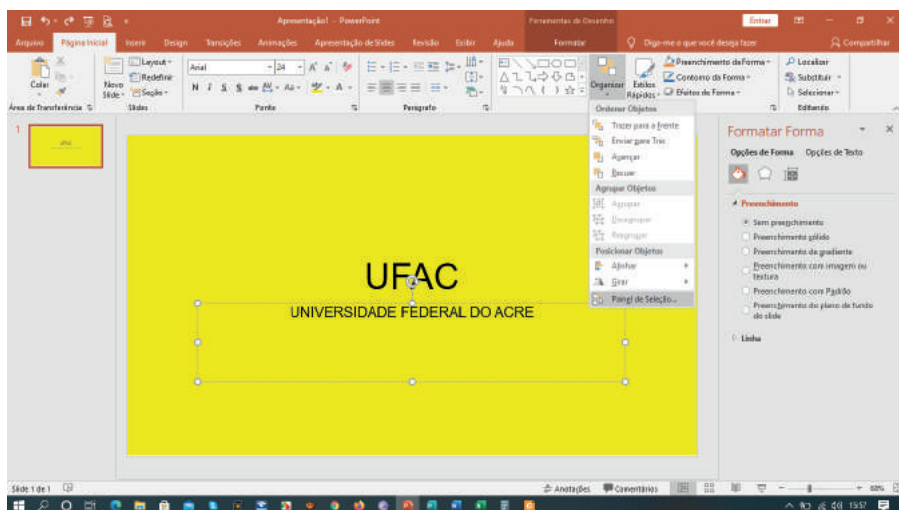 Apresentação1 - PowerPoint
Ferramentas de Desenho
Entrar
Arquivo Página Inicial Inserir Design Transições Animações Apresentação de Slides Revisão Exibir Ajuda Formatar Diga-me o que você deseja fazer Compartilhar
Colar
Novo Slide
Layout
Redefinir
Seção
Arial 24
N I S S
Organizar
Estilos Rápidos
Preenchimento da Forma
Contorno da Forma
Efeitos de Forma
Localizar
Substituir
Selecionar
Área de Transferência Slides Fonte Parágrafo Editando
Ordenar Objetos
Trazer para a Frente
Enviar para Trás
Avançar
Recuar
Agrupar Objetos
Agrupar
Desagrupar
Reagrupar
Posicionar Objetos
Alinhar
Girar
Painel de Seleção...
1
UFAC
UFAC
UNIVERSIDADE FEDERAL DO ACRE
Formatar Forma
Opções de Forma Opções de Texto
Preenchimento
Sem preenchimento
Preenchimento sólido
Preenchimento de gradiente
Preenchimento com imagem ou
textura
Preenchimento com Padrão
Preenchimento do plano de fundo
do slide
Linha
Slide 1 de 1
Anotações Comentários
88%
15:57